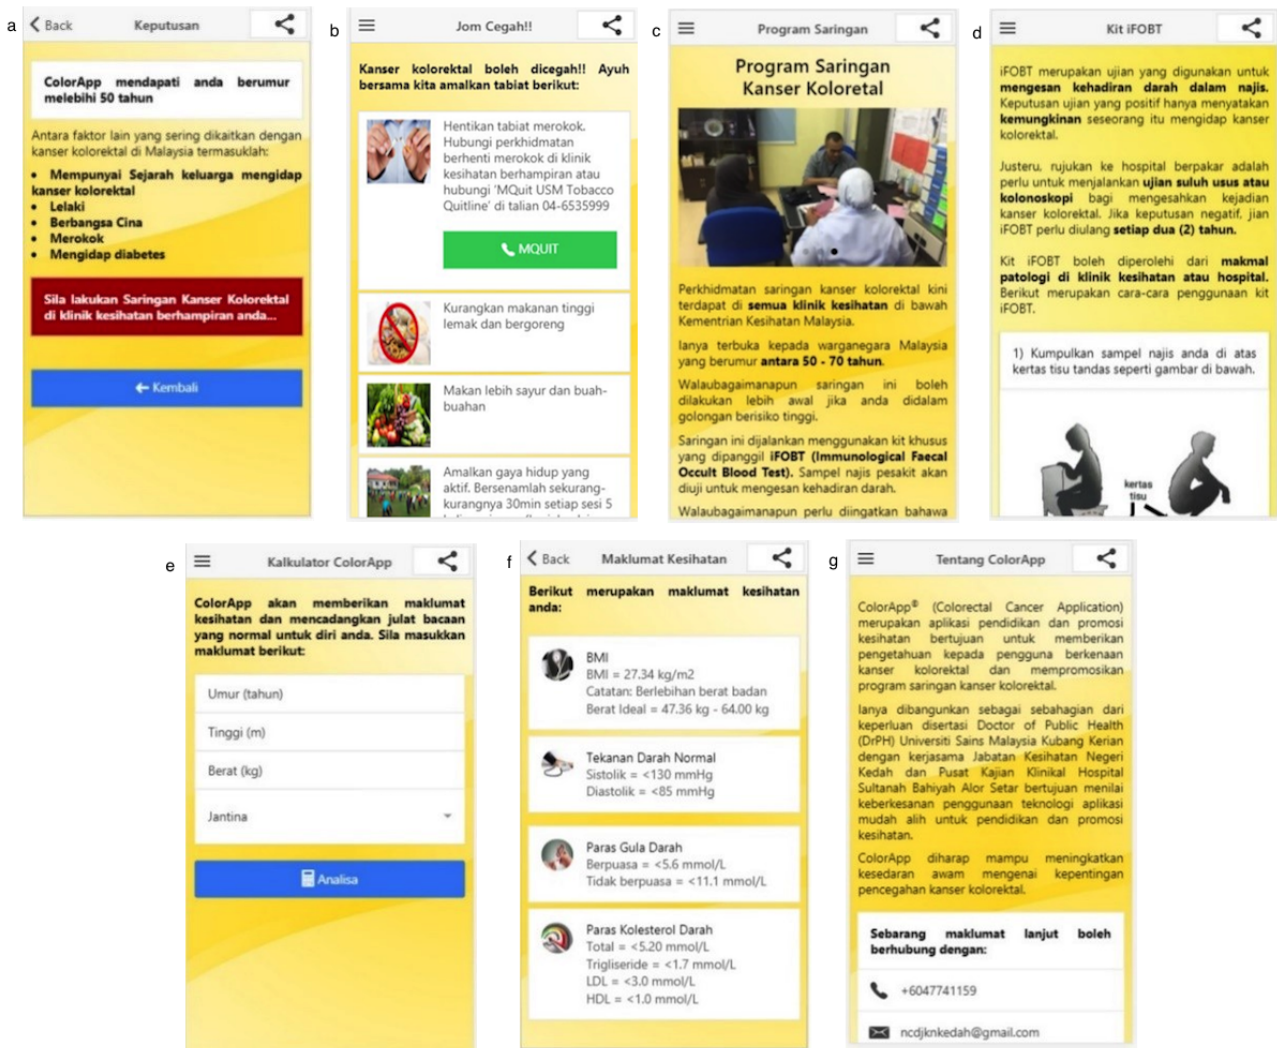 a
Back
Keputusan
ColorApp mendapati anda berumur
melebihi 50 tahun
Antara faktor lain yang sering dikaitkan dengan
kanser kolorektal di Malaysia termasuklah:
• Mempunyai Sejarah keluarga mengidap
kanser kolorektal
• Lelaki
• Berbangsa Cina
• Merokok
• Mengidap diabetes
Sila lakukan Saringan Kanser Kolorektal
di klinik kesihatan berhampiran anda...
Kembali
b
Jom Cegah!!
Kanser kolorektal boleh dicegah!! Ayuh
bersama kita amalkan tabiat berikut:
Hentikan tabiat merokok.
Hubungi perkhidmatan
berhenti merokok di klinik
kesihatan berhampiran atau
hubungi 'MQuit USM Tobacco
Quitline' di talian 04-6535999
MQUIT
Kurangkan makanan tinggi
lemak dan bergoreng
Makan lebih sayur dan buah-
buahan
Amalkan gaya hidup yang
aktif. Bersenamlah sekurang-
kurangnya 30min setiap sesi 5
c
Program Saringan
Program Saringan
Kanser Koloretal
Perkhidmatan saringan kanser kolorektal kini
terdapat di semua klinik kesihatan di bawah
Kementrian Kesihatan Malaysia.
Ianya terbuka kepada warganegara Malaysia
yang berumur antara 50 - 70 tahun.
Walaubagaimanapun saringan ini boleh
dilakukan lebih awal jika anda didalam
golongan berisiko tinggi.
Saringan ini dijalankan menggunakan kit khusus
yang dipanggil iFOBT (Immunological Faecal
Occult Blood Test). Sampel najis pesakit akan
diuji untuk mengesan kehadiran darah.
Walaubagaimanapun perlu diingatkan bahawa
d
Kit iFOBT
iFOBT merupakan ujian yang digunakan untuk
mengesan kehadiran darah dalam najis.
Keputusan ujian yang positif hanya menyatakan
kemungkinan seseorang itu mengidap kanser
kolorektal.
Justeru, rujukan ke hospital berpakar adalah
perlu untuk menjalankan ujian suluh usus atau
kolonoskopi bagi mengesahkan kejadian
kanser kolorektal. Jika keputusan negatif, jian
iFOBT perlu diulang setiap dua (2) tahun.
Kit iFOBT boleh diperolehi dari makmal
patologi di klinik kesihatan atau hospital.
Berikut merupakan cara-cara penggunaan kit
iFOBT.
1) Kumpulkan sampel najis anda di atas
kertas tisu tandas seperti gambar di bawah.
kertas
tisu
e
Kalkulator ColorApp
ColorApp akan memberikan maklumat
kesihatan dan mencadangkan julat bacaan
yang normal untuk diri anda. Sila masukkan
maklumat berikut:
Umur (tahun)
Tinggi (m)
Berat (kg)
Jantina
Analisa
f
Back
Maklumat Kesihatan
Berikut merupakan maklumat kesihatan
anda:
BMI
BMI = 27.34 kg/m2
Catatan: Berlebihan berat badan
Berat Ideal = 47.36 kg - 64.00 kg
Tekanan Darah Normal
Sistolik = <130 mmHg
Diastolik = <85 mmHg
Paras Gula Darah
Berpuasa = <5.6 mmol/L
Tidak berpuasa = <11.1 mmol/L
Paras Kolesterol Darah
Total = <5.20 mmol/L
Trigliseride = <1.7 mmol/L
LDL = <3.0 mmol/L
HDL = <1.0 mmol/L
g
Tentang ColorApp
ColorApp® (Colorectal Cancer Application)
merupakan aplikasi pendidikan dan promosi
kesihatan bertujuan untuk memberikan
pengetahuan kepada pengguna berkenaan
kanser kolorektal dan mempromosikan
program saringan kanser kolorektal.
Ianya dibangunkan sebagai sebahagian dari
keperluan disertasi Doctor of Public Health
(DrPH) Universiti Sains Malaysia Kubang Kerian
dengan kerjasama Jabatan Kesihatan Negeri
Kedah dan Pusat Kajian Klinikal Hospital
Sultanah Bahiyah Alor Setar bertujuan menilai
keberkesanan penggunaan teknologi aplikasi
mudah alih untuk pendidikan dan promosi
kesihatan.
ColorApp diharap mampu meningkatkan
kesedaran awam mengenai kepentingan
pencegahan kanser kolorektal.
Sebarang maklumat lanjut boleh
berhubung dengan:
+6047741159
ncdjknkedah@gmail.com